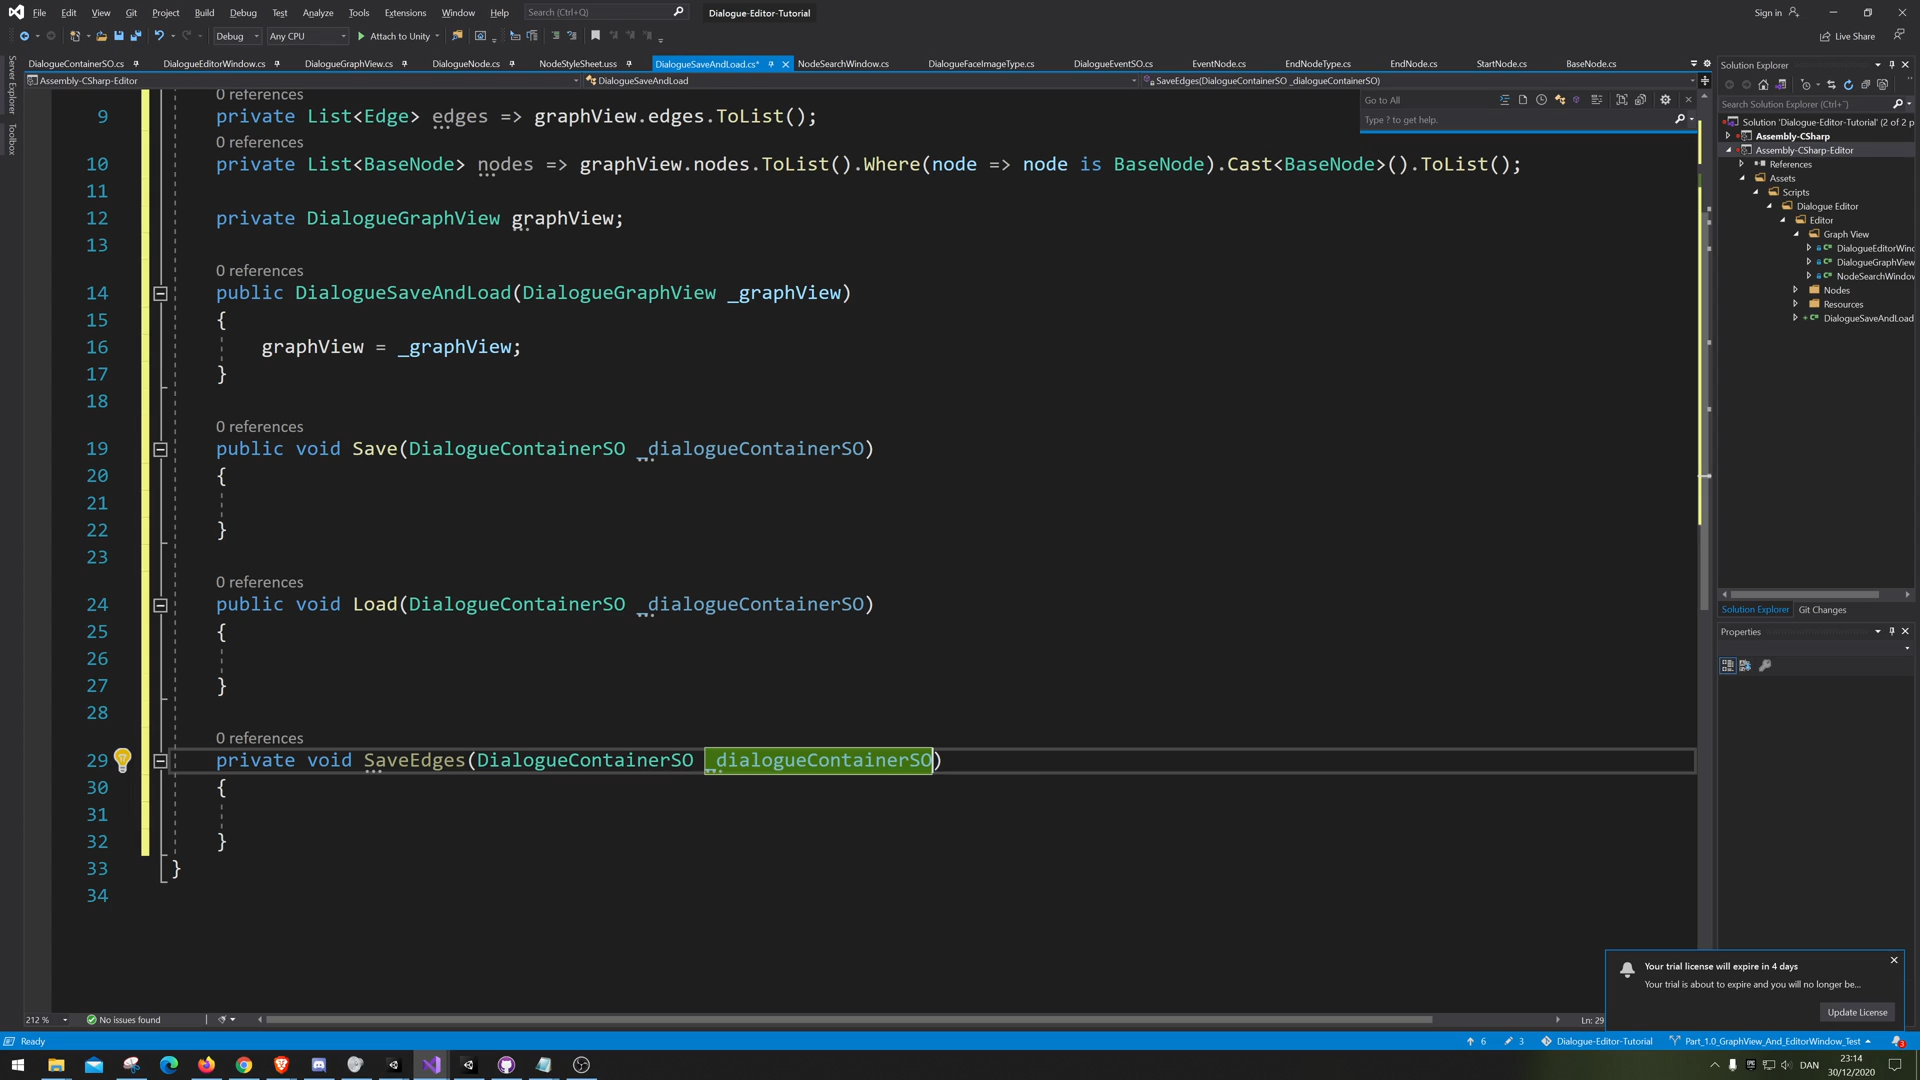 File Edit View Git Project Build Debug Test Analyze Tools Extensions Window Help Search (Ctrl+Q) Dialogue-Editor-Tutorial Sign in
Debug Any CPU Attach to Unity Live Share
DialogueContainerSO.cs DialogueEditorWindow.cs DialogueGraphView.cs DialogueNode.cs NodeStyleSheet.uss DialogueSaveAndLoad.cs* NodeSearchWindow.cs DialogueFaceImageType.cs DialogueEventSO.cs EventNode.cs EndNodeType.cs EndNode.cs StartNode.cs BaseNode.cs
Assembly-CSharp-Editor DialogueSaveAndLoad SaveEdges(DialogueContainerSO _dialogueContainerSO)
Server Explorer
Toolbox
Go to All
Type ? to get help.
0 references
9 private List<Edge> edges => graphView.edges.ToList();
0 references
10 private List<BaseNode> nodes => graphView.nodes.ToList().Where(node => node is BaseNode).Cast<BaseNode>().ToList();
11
12 private DialogueGraphView graphView;
13
0 references
14 public DialogueSaveAndLoad(DialogueGraphView _graphView)
15 {
16 graphView = _graphView;
17 }
18
0 references
19 public void Save(DialogueContainerSO _dialogueContainerSO)
20 {
21
22 }
23
0 references
24 public void Load(DialogueContainerSO _dialogueContainerSO)
25 {
26
27 }
28
0 references
29 private void SaveEdges(DialogueContainerSO _dialogueContainerSO)
30 {
31
32 }
33 }
34
Solution Explorer
Search Solution Explorer (Ctrl+')
Solution 'Dialogue-Editor-Tutorial' (2 of 2 p
Assembly-CSharp
Assembly-CSharp-Editor
References
Assets
Scripts
Dialogue Editor
Editor
Graph View
DialogueEditorWind
DialogueGraphView
NodeSearchWindow
Nodes
Resources
DialogueSaveAndLoad
Solution Explorer Git Changes
Properties
Your trial license will expire in 4 days
Your trial is about to expire and you will no longer be...
Update License
212 % No issues found Ln: 29
Ready 6 3 Dialogue-Editor-Tutorial Part_1.0_GraphView_And_EditorWindow_Test
DAN 23:14
30/12/2020